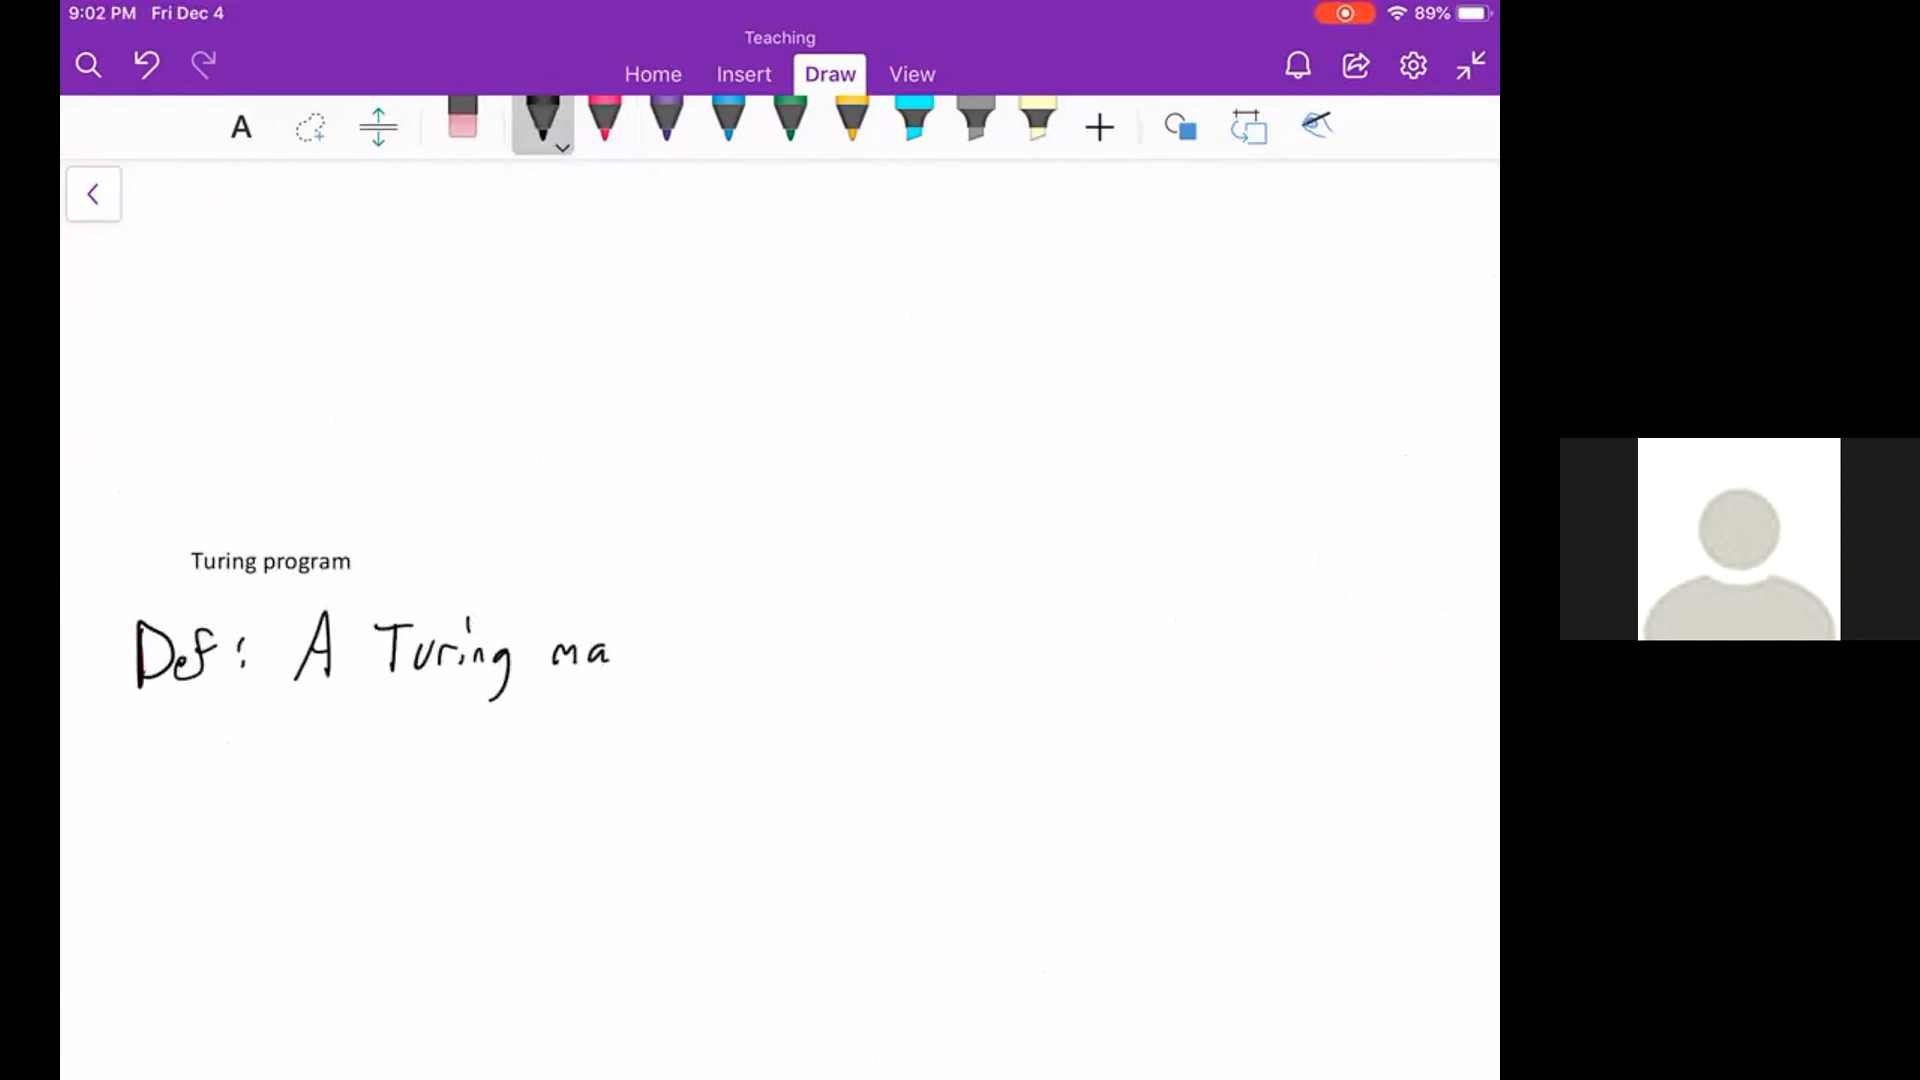 9:02 PM Fri Dec 4 89%
Teaching
Home Insert Draw View
A
Turing program
Def: A Turing ma